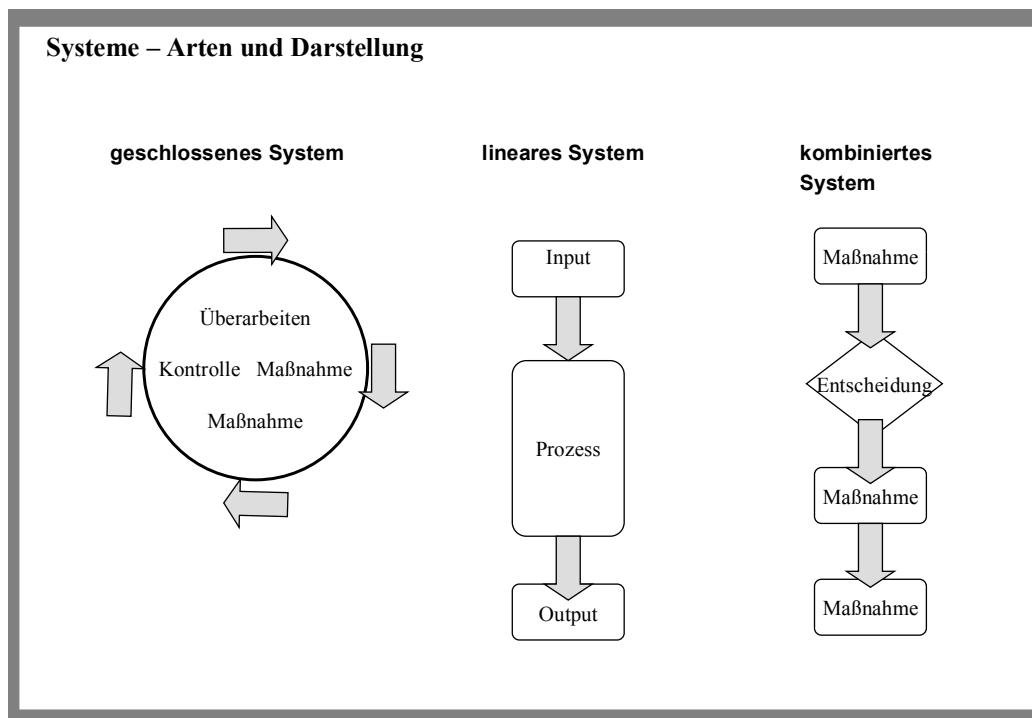 Systeme – Arten und Darstellung
geschlossenes System
Überarbeiten
Kontrolle Maßnahme
Maßnahme
lineares System
Input
Prozess
Output
kombiniertes
System
Maßnahme
Entscheidung
Maßnahme
Maßnahme